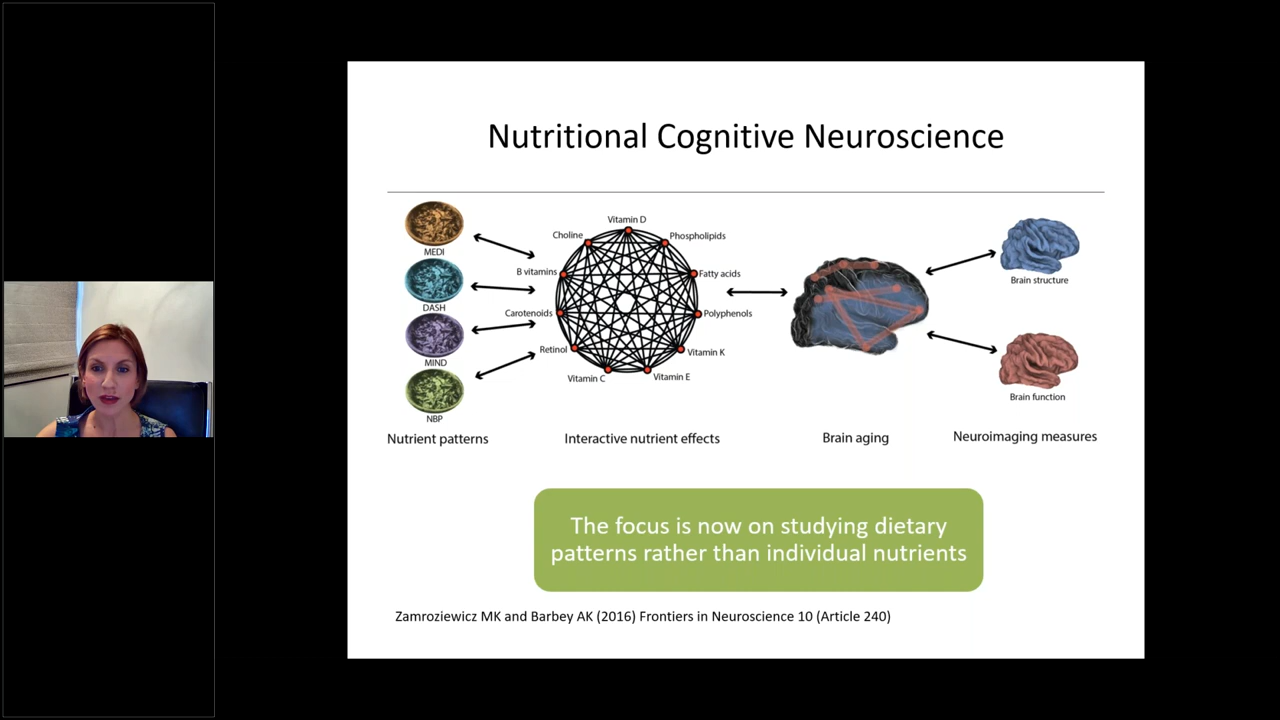 Nutritional Cognitive Neuroscience
MEDI
DASH
MIND
NBP
Nutrient patterns
Vitamin D
Choline
Phospholipids
B vitamins
Fatty acids
Carotenoids
Polyphenols
Retinol
Vitamin K
Vitamin C
Vitamin E
Interactive nutrient effects
Brain aging
Brain structure
Brain function
Neuroimaging measures
The focus is now on studying dietary
patterns rather than individual nutrients
Zamroziewicz MK and Barbey AK (2016) Frontiers in Neuroscience 10 (Article 240)